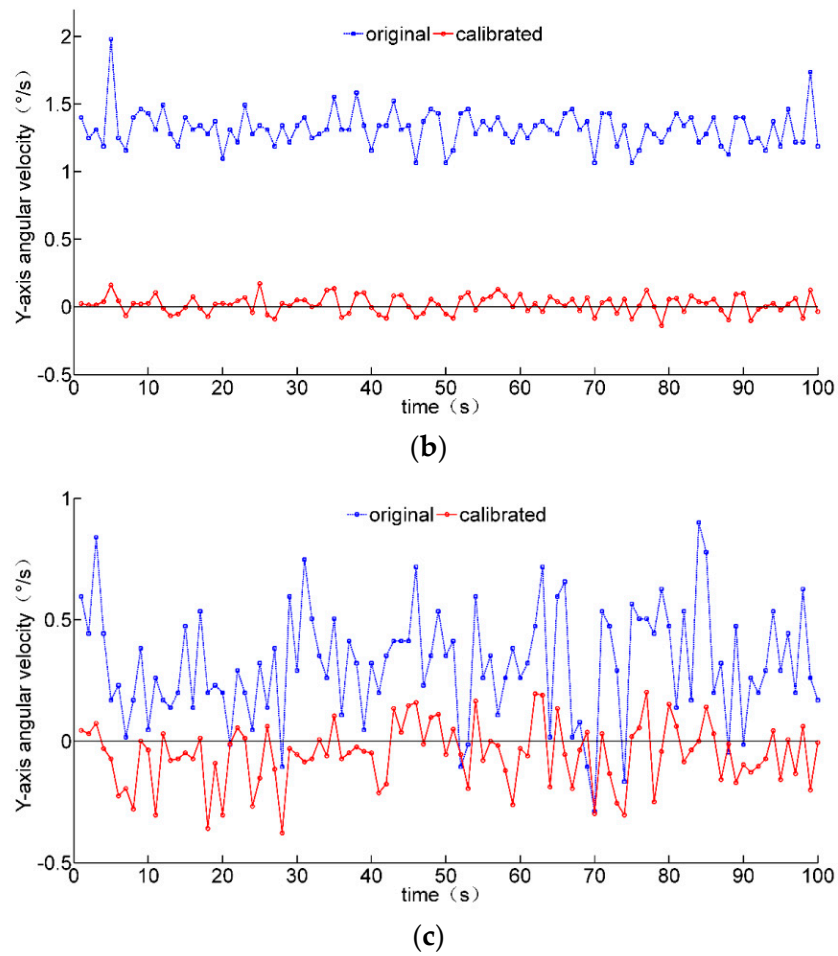 original calibrated
Y-axis angular velocity（°/s）
2
1.5
1
0.5
0
-0.5
0 10 20 30 40 50 60 70 80 90 100
time（s）
(b)
original calibrated
Y-axis angular velocity（°/s）
1
0.5
0
-0.5
0 10 20 30 40 50 60 70 80 90 100
time（s）
(c)